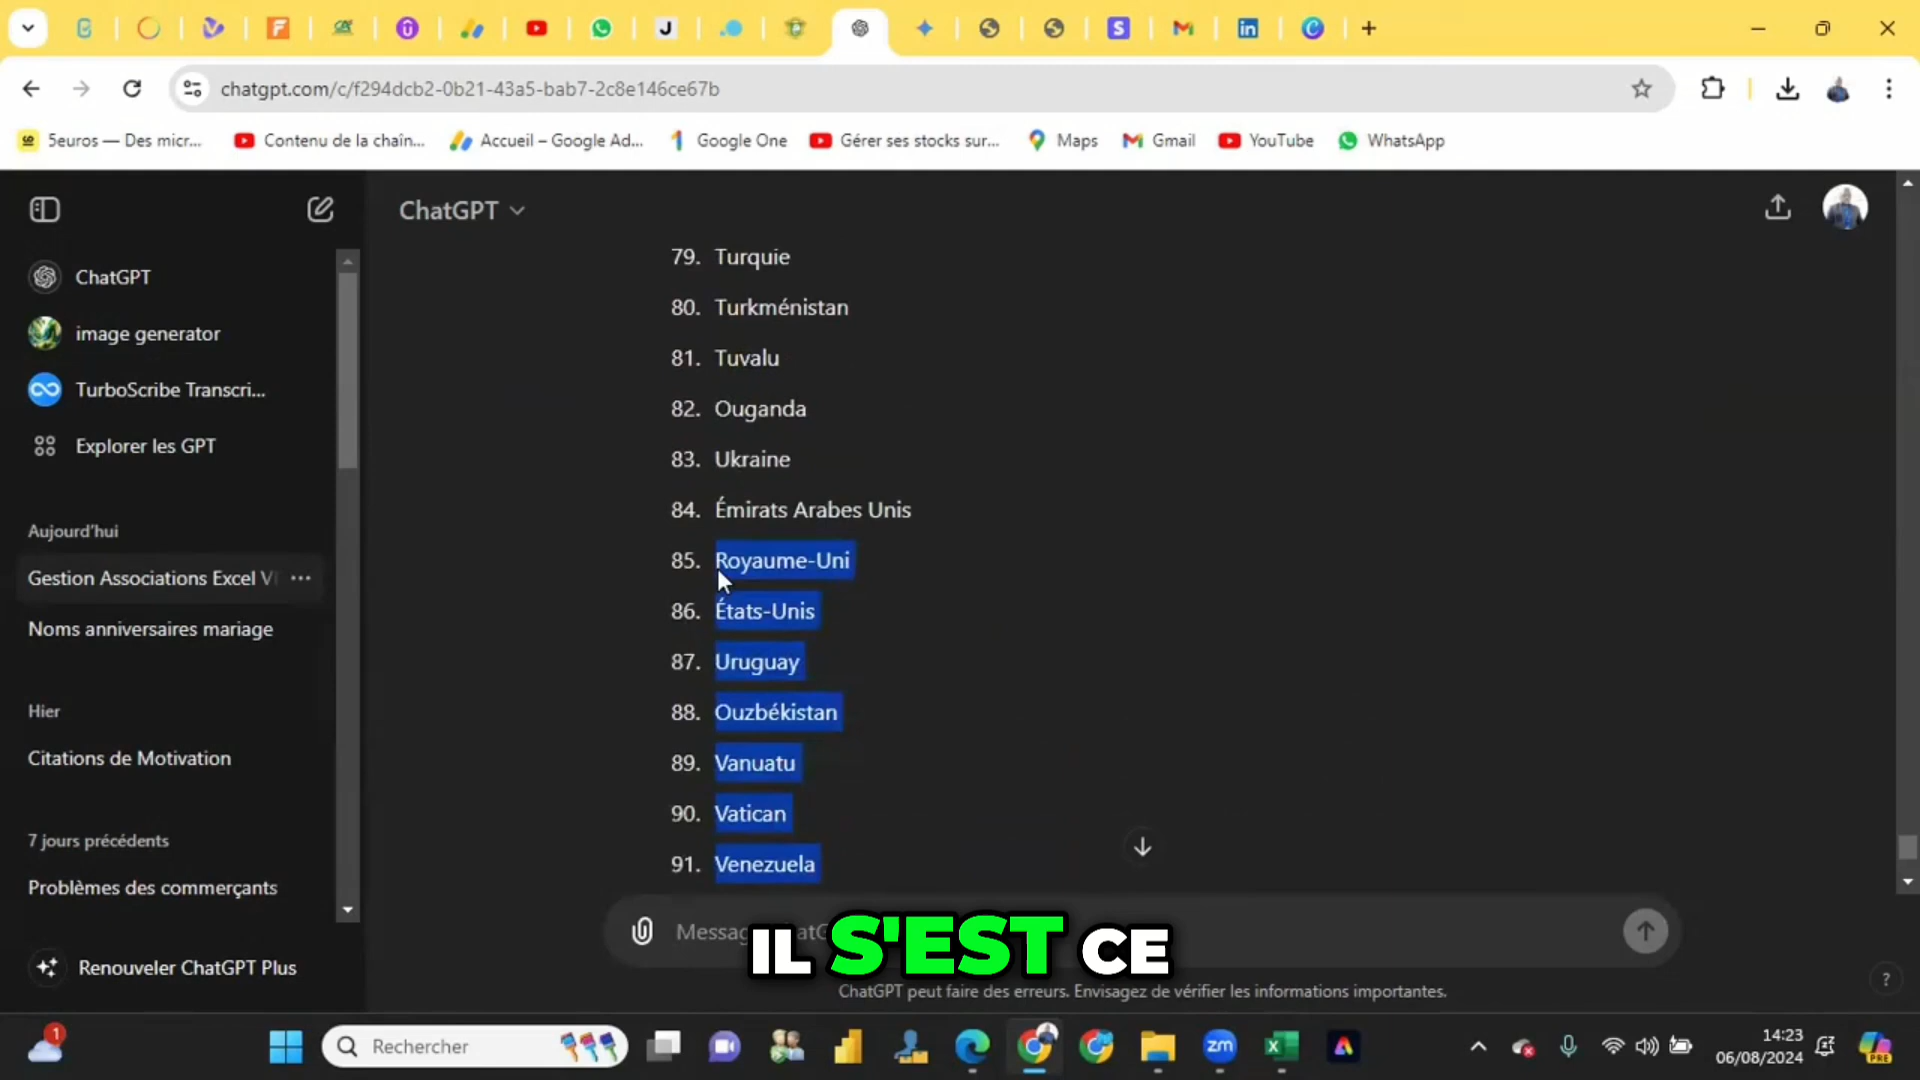 chatgpt.com/c/f294dcb2-0b21-43a5-bab7-2c8e146ce67b
5euros — Des micr...
Contenu de la chaîn...
Accueil – Google Ad...
Google One
Gérer ses stocks sur...
Maps
Gmail
YouTube
WhatsApp
ChatGPT
image generator
TurboScribe Transcri...
Explorer les GPT
Aujourd'hui
Gestion Associations Excel
Noms anniversaires mariage
Hier
Citations de Motivation
7 jours précédents
Problèmes des commerçants
Renouveler ChatGPT Plus
ChatGPT
79. Turquie
80. Turkménistan
81. Tuvalu
82. Ouganda
83. Ukraine
84. Émirats Arabes Unis
85. Royaume-Uni
86. États-Unis
87. Uruguay
88. Ouzbékistan
89. Vanuatu
90. Vatican
91. Venezuela
IL S'EST CE
ChatGPT peut faire des erreurs. Envisagez de vérifier les informations importantes.
?
1
Rechercher
zm
14:23
06/08/2024
PRE